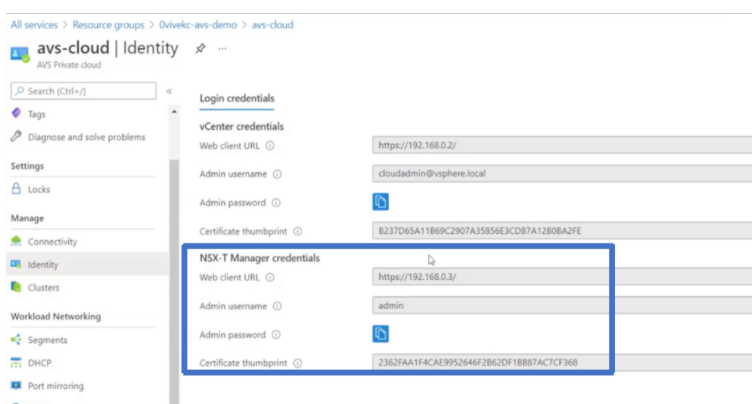 All services > Resource groups > 0vivekc-avs-demo > avs-cloud
avs-cloud | Identity
AVS Private cloud
Search (Ctrl+/)
Tags
Diagnose and solve problems
Settings
Locks
Manage
Connectivity
Identity
Clusters
Workload Networking
Segments
DHCP
Port mirroring
Login credentials
vCenter credentials
Web client URL https://192.168.0.2/
Admin username cloudadmin@vsphere.local
Admin password
Certificate thumbprint B237D65A11B69C2907A35856E3CDB7A12B0BA2FE
NSX-T Manager credentials
Web client URL https://192.168.0.3/
Admin username admin
Admin password
Certificate thumbprint 2362FAA1F4CAE9952646F2B62DF1BB87AC7CF368